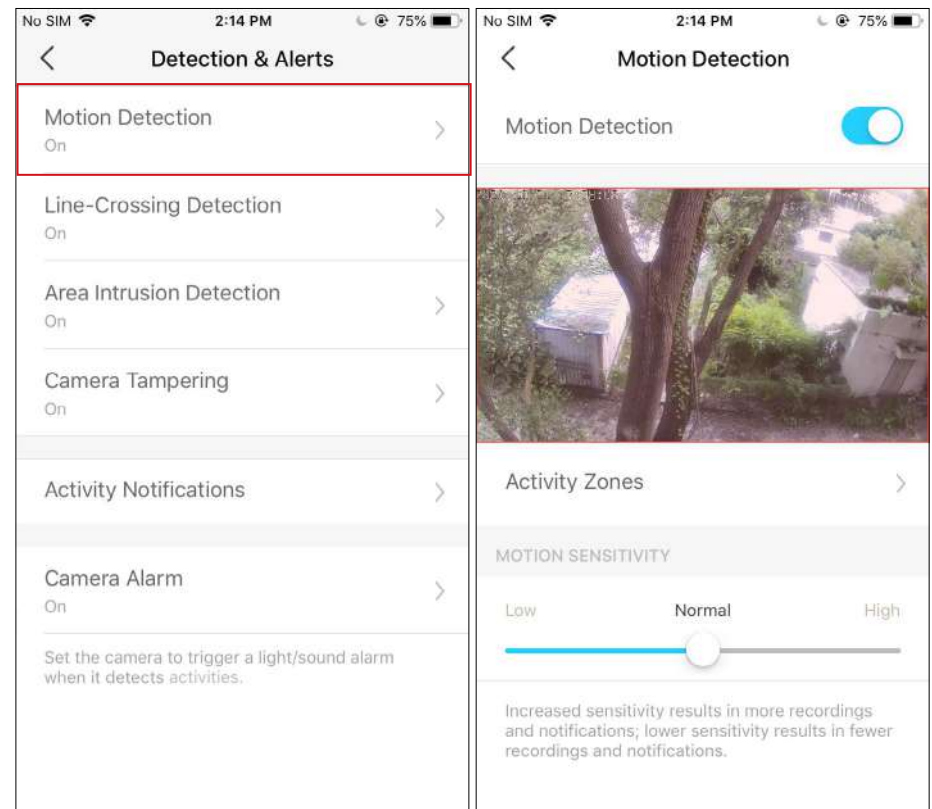 No SIM 2:14 PM 75%
Detection & Alerts
Motion Detection
On
Line-Crossing Detection
On
Area Intrusion Detection
On
Camera Tampering
On
Activity Notifications
Camera Alarm
On
Set the camera to trigger a light/sound alarm
when it detects activities.
No SIM 2:14 PM 75%
Motion Detection
Motion Detection
Activity Zones
MOTION SENSITIVITY
Low Normal High
Increased sensitivity results in more recordings
and notifications; lower sensitivity results in fewer
recordings and notifications.